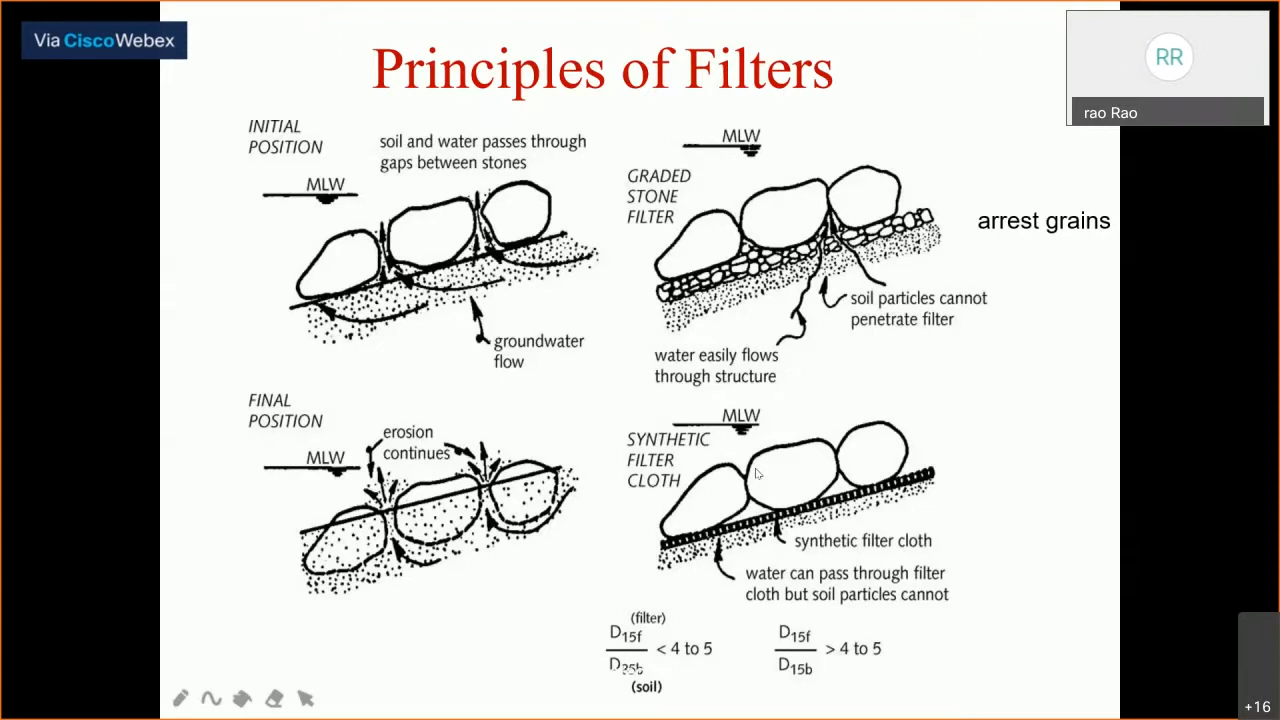 Via Cisco Webex
Principles of Filters
RR
rao Rao
INITIAL
POSITION
soil and water passes through
gaps between stones
MLW
groundwater
flow
MLW
GRADED
STONE
FILTER
arrest grains
soil particles cannot
penetrate filter
water easily flows
through structure
FINAL
POSITION
erosion
continues
MLW
MLW
SYNTHETIC
FILTER
CLOTH
synthetic filter cloth
water can pass through filter
cloth but soil particles cannot
(filter)
D15f
< 4 to 5
(soil)
D15f
D15b
> 4 to 5
+16